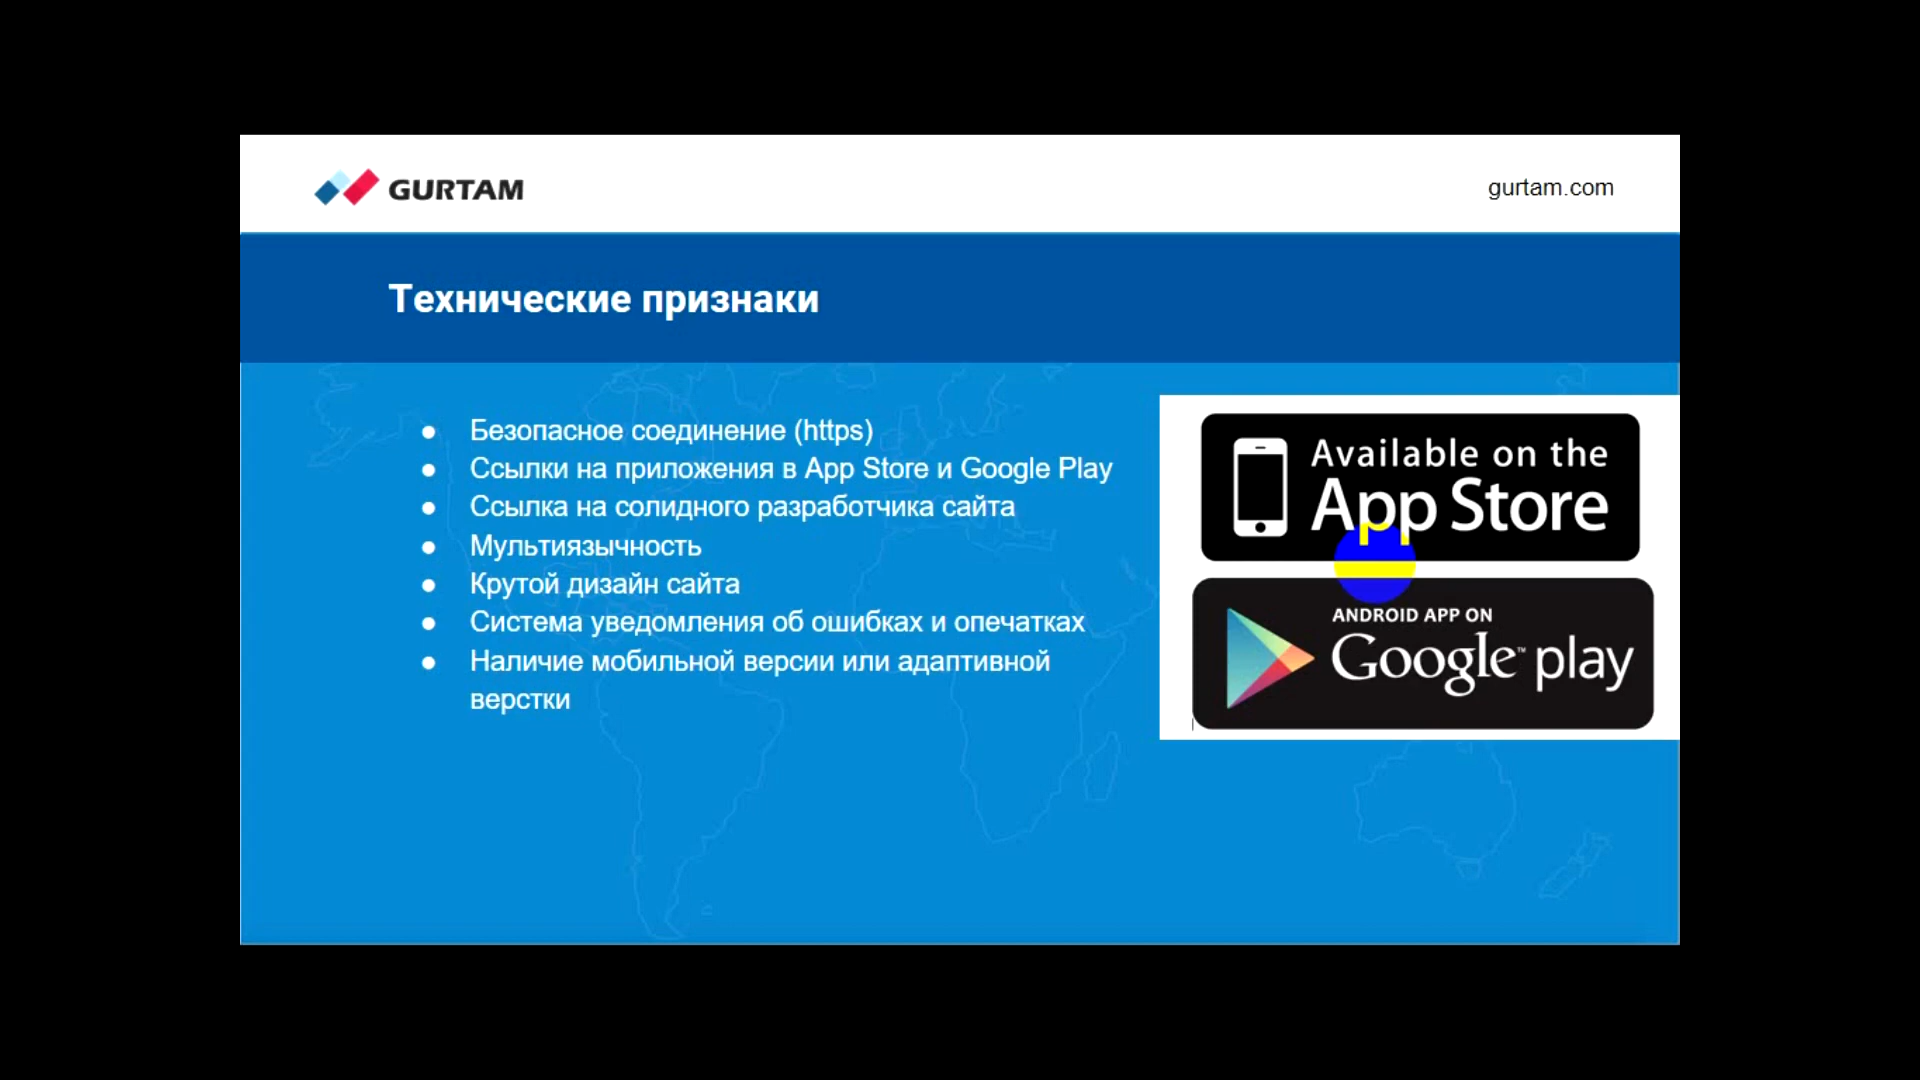 GURTAM
gurtam.com
Технические признаки
● Безопасное соединение (https)
● Ссылки на приложения в App Store и Google Play
● Ссылка на солидного разработчика сайта
● Мультиязычность
● Крутой дизайн сайта
● Система уведомления об ошибках и опечатках
● Наличие мобильной версии или адаптивной
верстки
Available on the
App Store
ANDROID APP ON
Google™ play